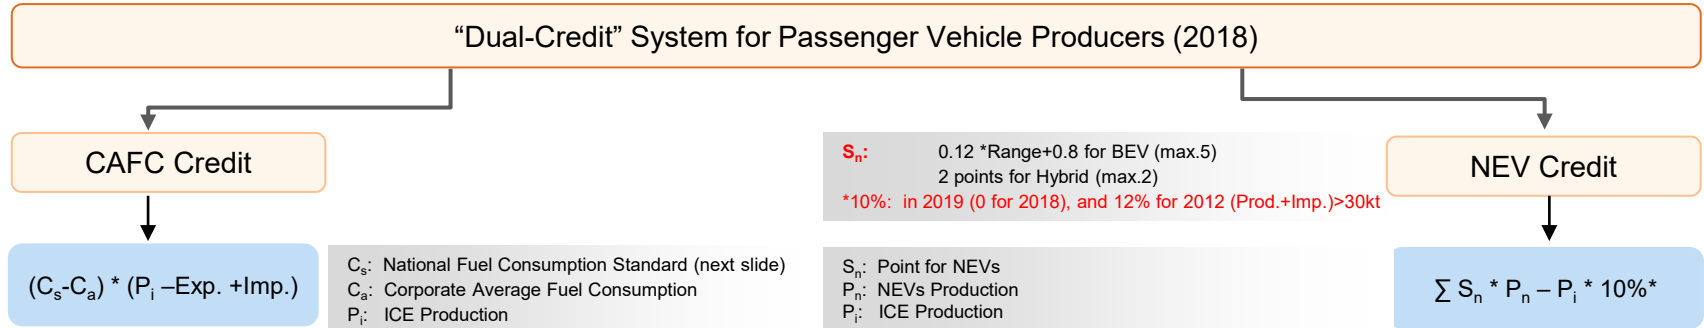 “Dual-Credit” System for Passenger Vehicle Producers (2018)
CAFC Credit
(Cs-Ca) * (Pi –Exp. +Imp.)
Cs: National Fuel Consumption Standard (next slide)
Ca: Corporate Average Fuel Consumption
Pi: ICE Production
Sn: 0.12 *Range+0.8 for BEV (max.5)
2 points for Hybrid (max.2)
*10%: in 2019 (0 for 2018), and 12% for 2012 (Prod.+Imp.)>30kt
Sn: Point for NEVs
Pn: NEVs Production
Pi: ICE Production
NEV Credit
∑ Sn * Pn – Pi * 10%*